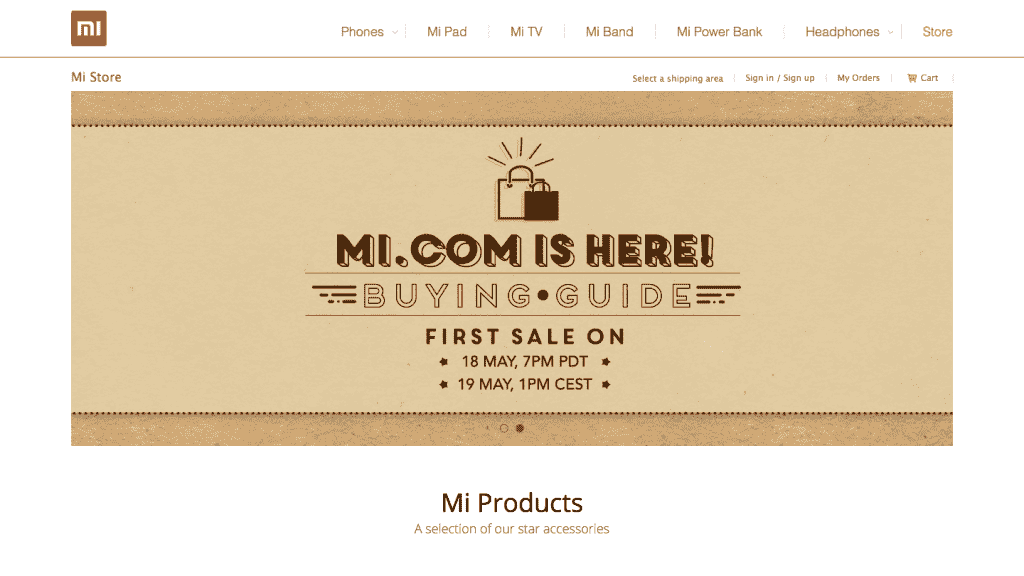 mi
Phones
Mi Pad
Mi TV
Mi Band
Mi Power Bank
Headphones
Store
Mi Store
Select a shipping area
Sign in / Sign up
My Orders
Cart
MI.COM IS HERE!
BUYING•GUIDE
FIRST SALE ON
18 MAY, 7PM PDT
19 MAY, 1PM CEST
Mi Products
A selection of our star accessories